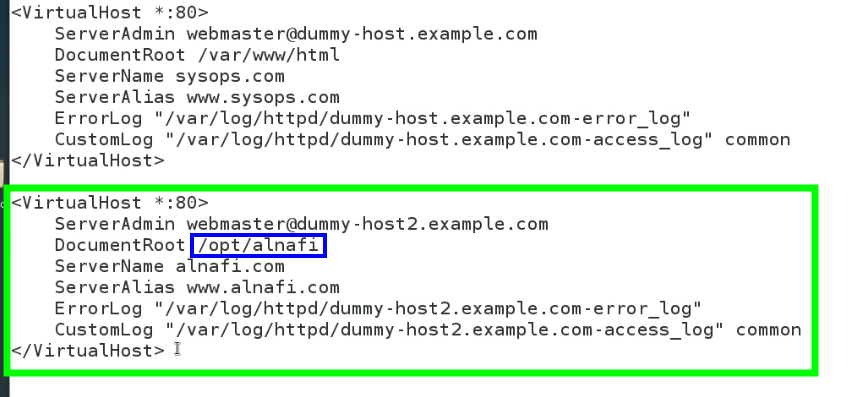 <VirtualHost *:80>
    ServerAdmin webmaster@dummy-host.example.com
    DocumentRoot /var/www/html
    ServerName sysops.com
    ServerAlias www.sysops.com
    ErrorLog "/var/log/httpd/dummy-host.example.com-error_log"
    CustomLog "/var/log/httpd/dummy-host.example.com-access_log" common
</VirtualHost>
<VirtualHost *:80>
    ServerAdmin webmaster@dummy-host2.example.com
    DocumentRoot /opt/alnafi
    ServerName alnafi.com
    ServerAlias www.alnafi.com
    ErrorLog "/var/log/httpd/dummy-host2.example.com-error_log"
    CustomLog "/var/log/httpd/dummy-host2.example.com-access_log" common
</VirtualHost>